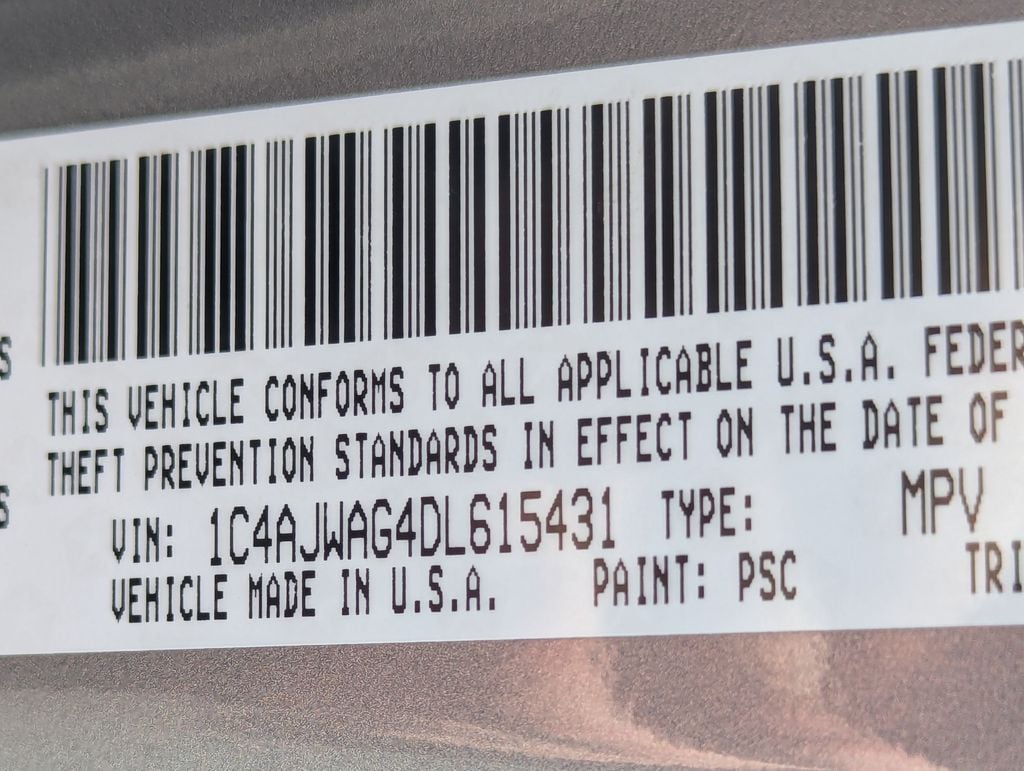 THIS VEHICLE CONFORMS TO ALL APPLICABLE U.S.A. FEDER
THEFT PREVENTION STANDARDS IN EFFECT ON THE DATE OF
VIN: 1C4AJWAG4DL615431 TYPE: MPV
VEHICLE MADE IN U.S.A. PAINT: PSC TRI